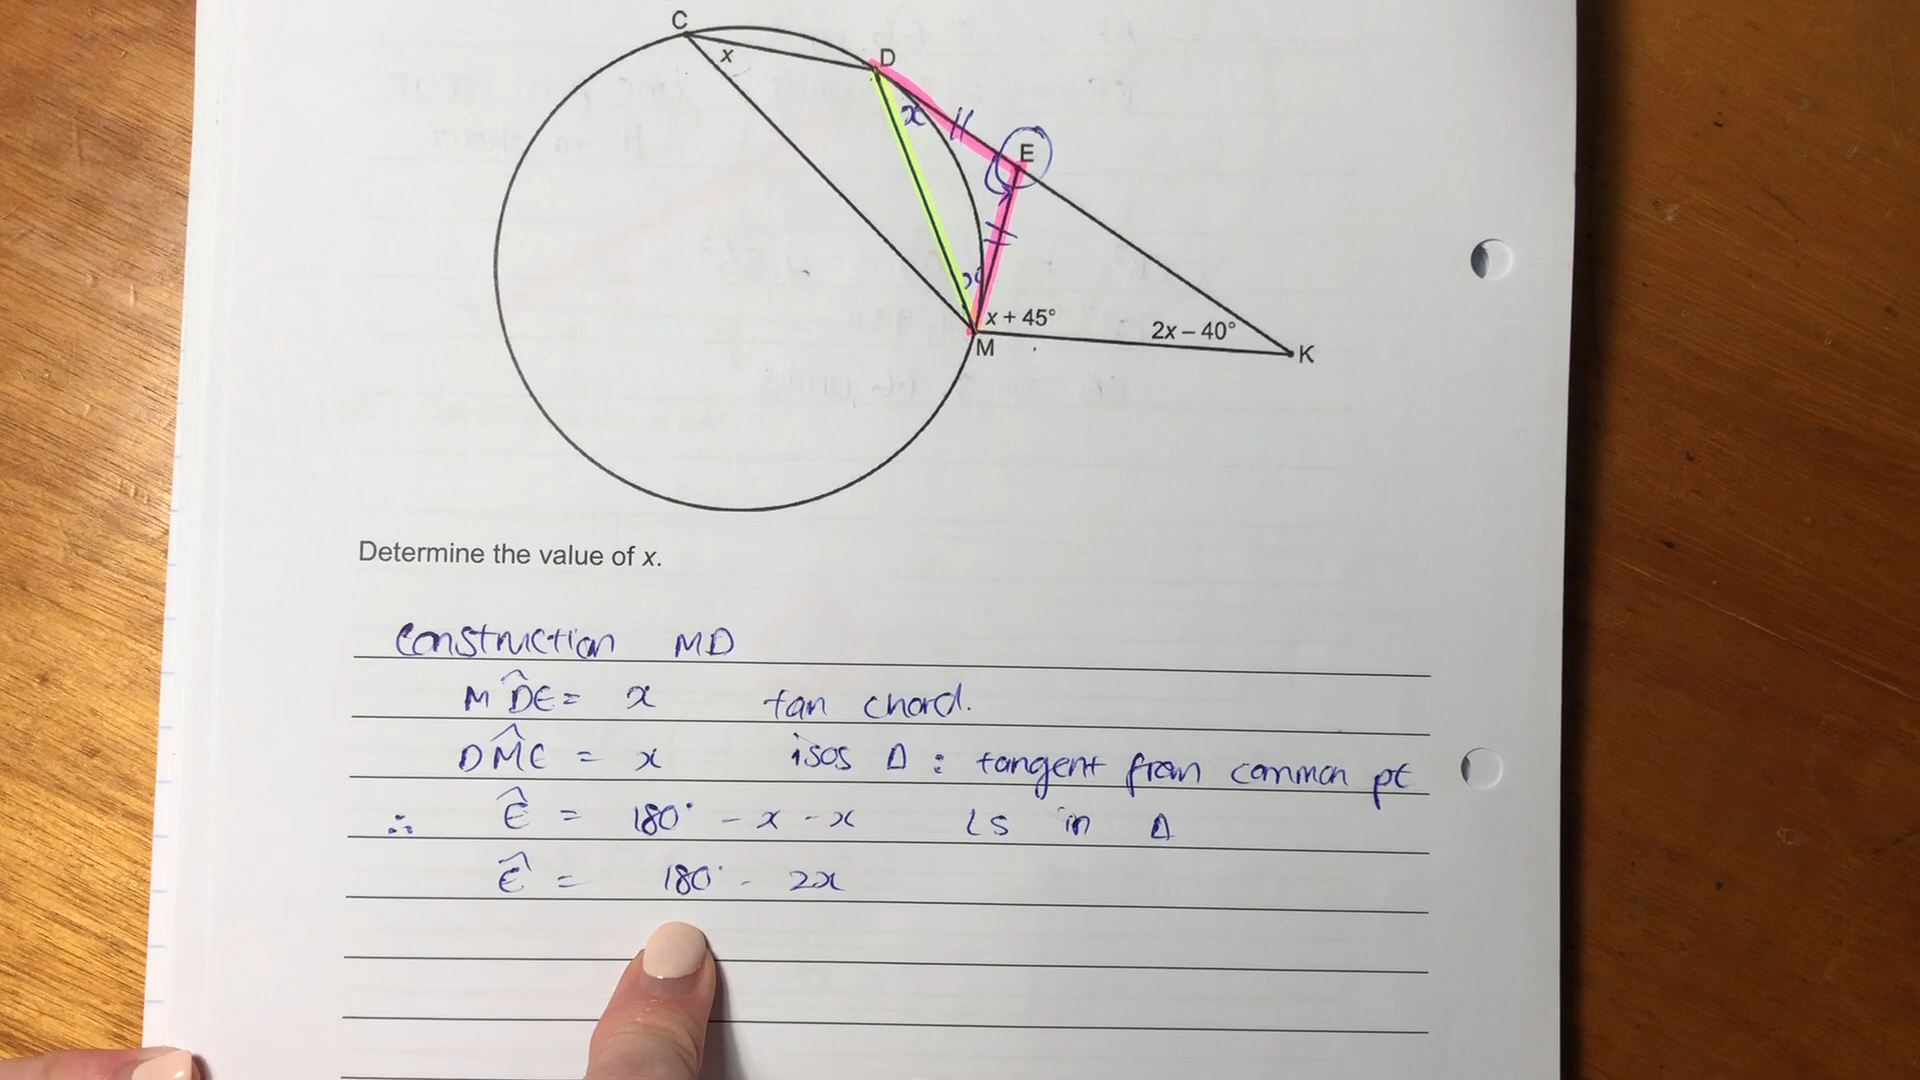 C
D
x
x
E
x
x + 45°
2x – 40°
M
K
Determine the value of x.
Construction MD
MD̂E = x tan chord.
DM̂E = x isos Δ : tangent from common pt
∴ Ê = 180° - x - x ∠s in Δ
Ê = 180° - 2x